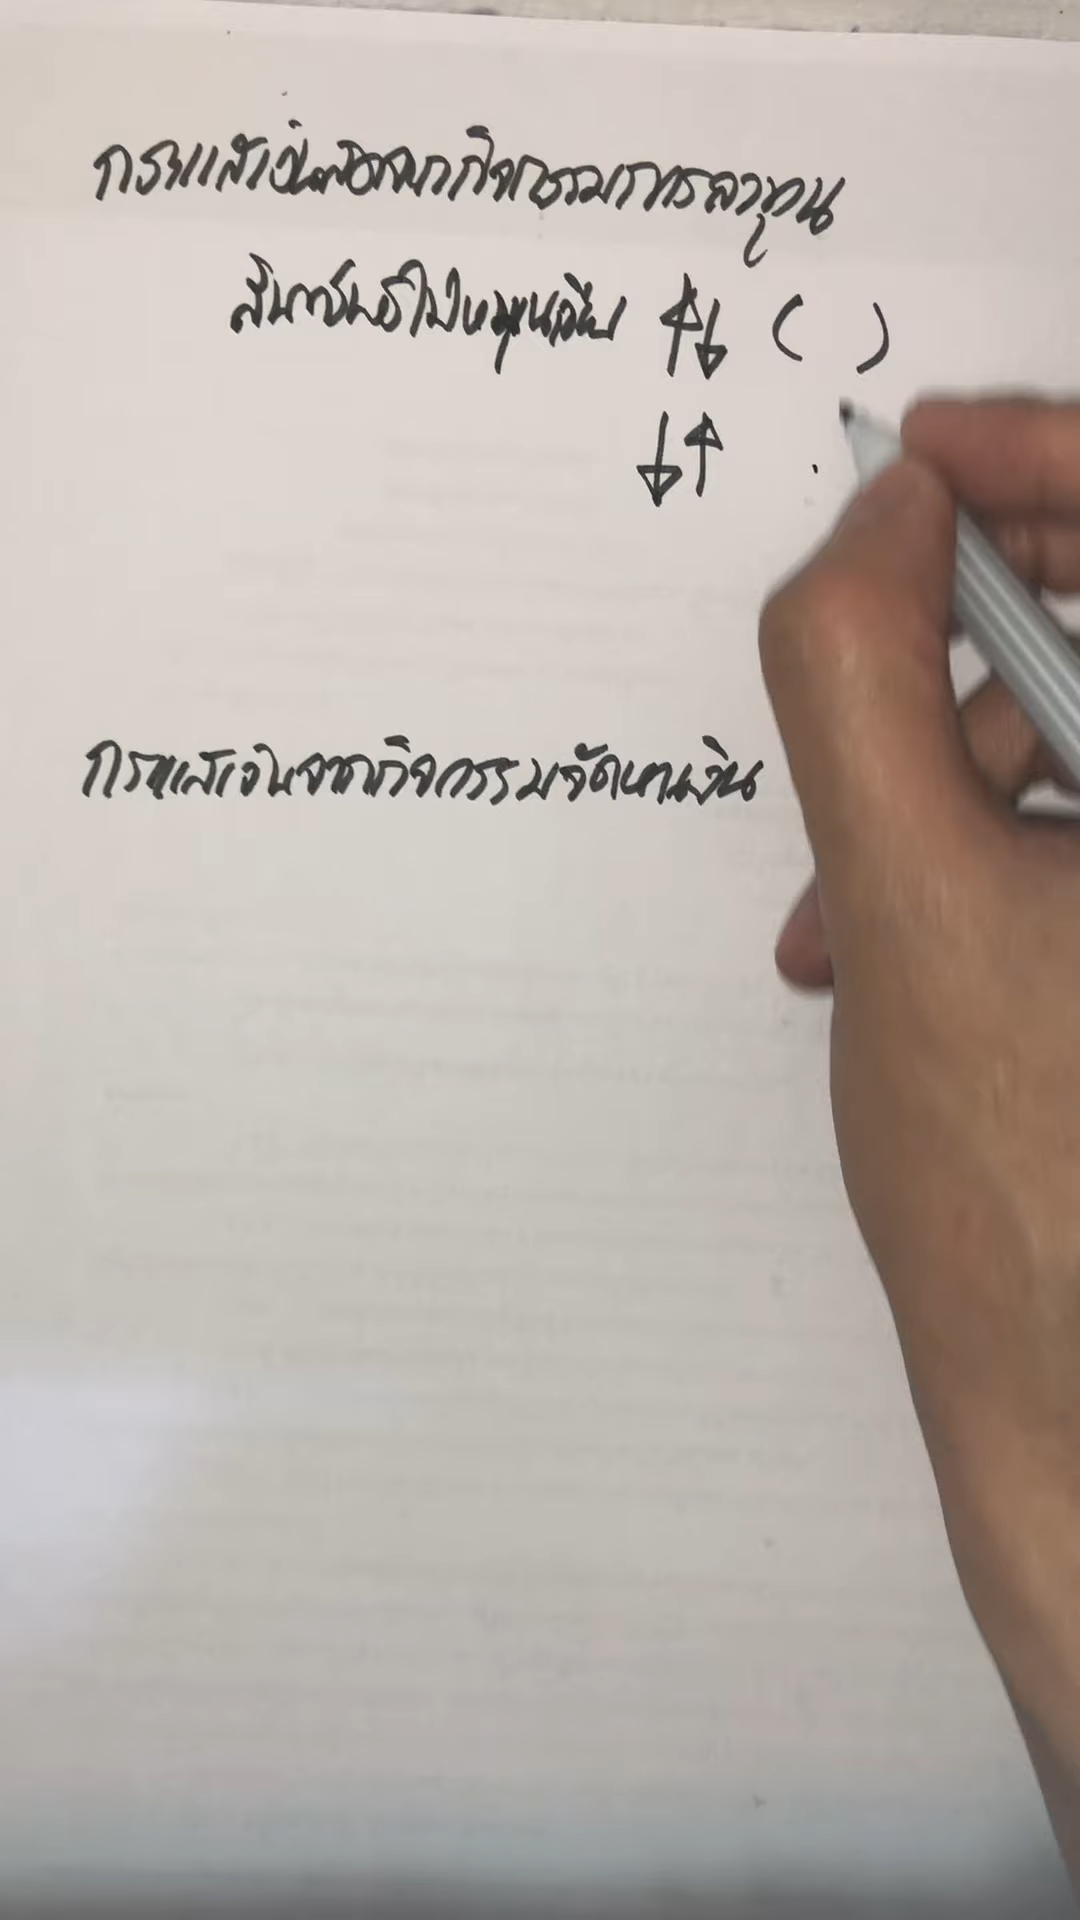 กระแสเงินสดจากกิจกรรมการลงทุน
สินทรัพย์ไม่หมุนเวียน ↑↓ ( )
↓↑
กระแสเงินจากกิจกรรมจัดหาเงิน